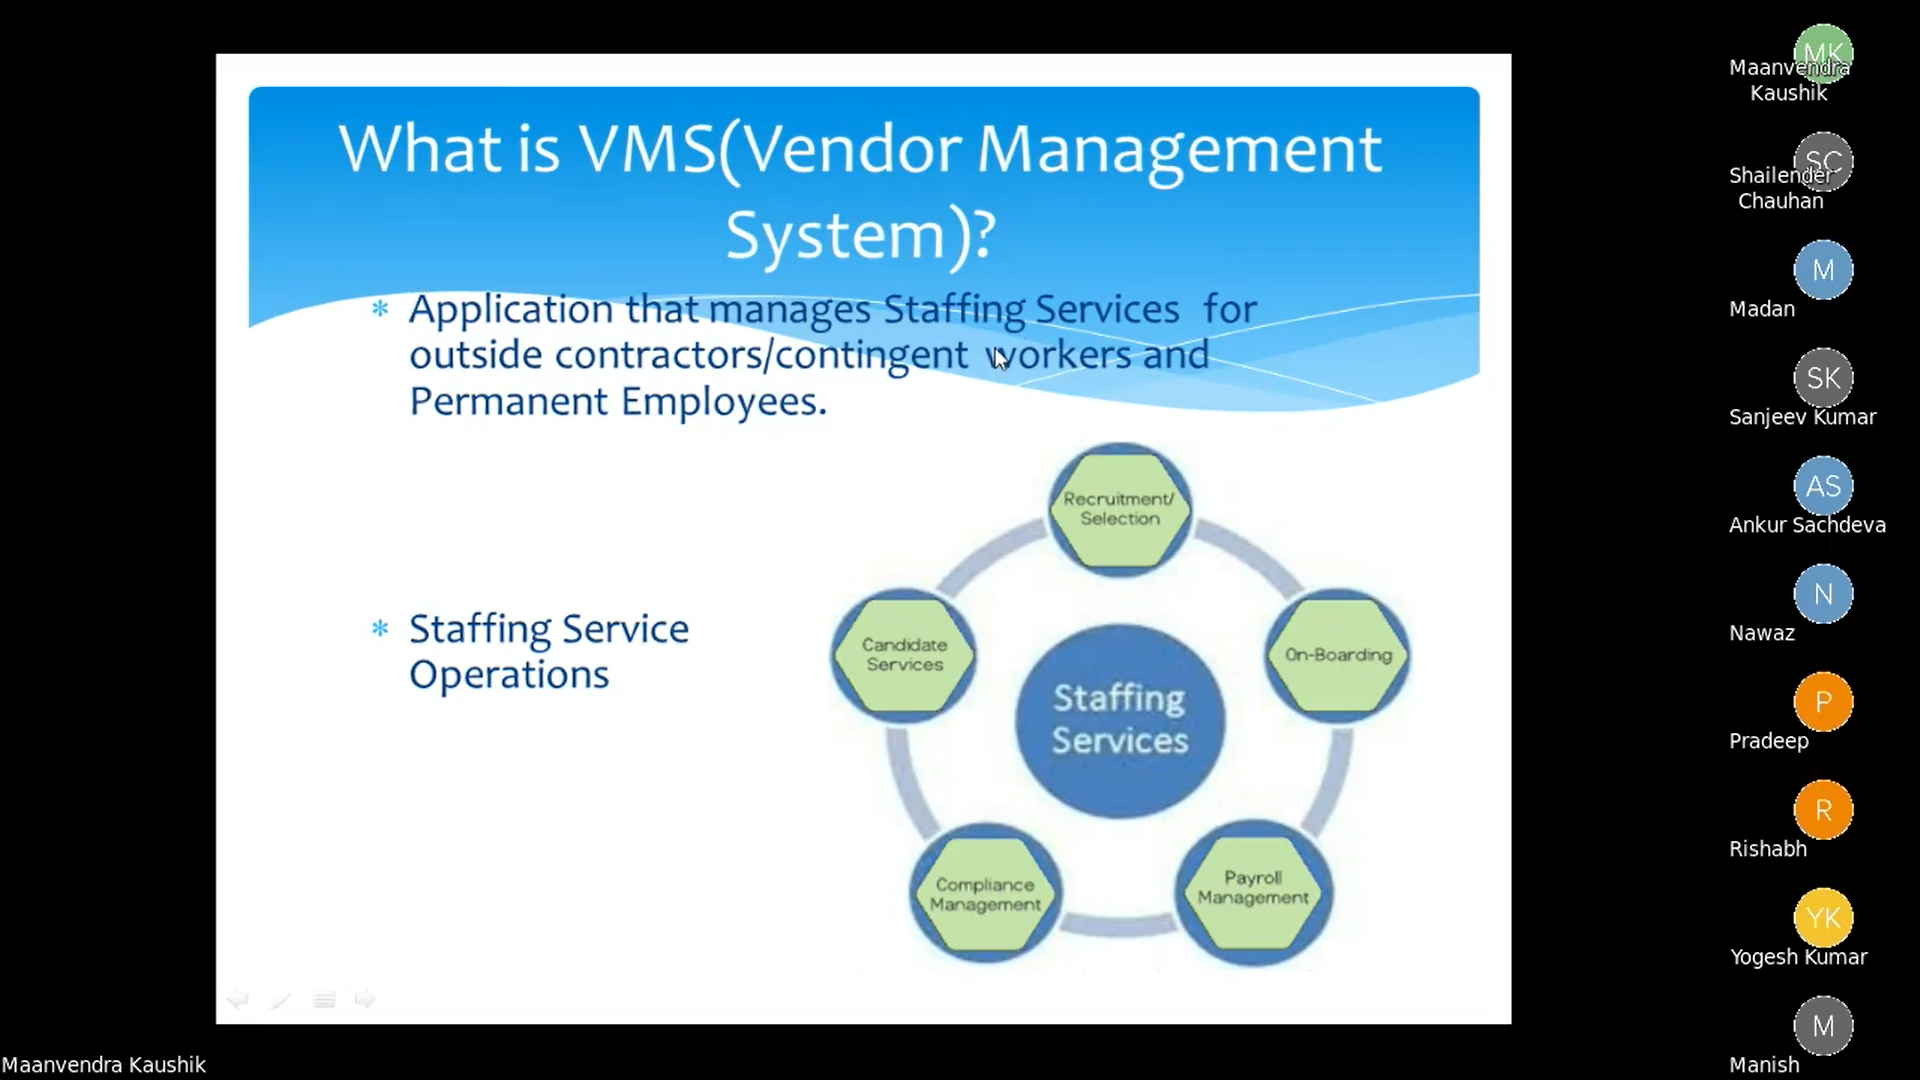 What is VMS(Vendor Management
System)?
* Application that manages Staffing Services for
outside contractors/contingent workers and
Permanent Employees.
* Staffing Service
Operations
Recruitment/
Selection
Candidate
Services
On-Boarding
Staffing
Services
Compliance
Management
Payroll
Management
MK
Maanvendra
Kaushik
SC
Shailender
Chauhan
M
Madan
SK
Sanjeev Kumar
AS
Ankur Sachdeva
N
Nawaz
P
Pradeep
R
Rishabh
YK
Yogesh Kumar
M
Manish
Maanvendra Kaushik